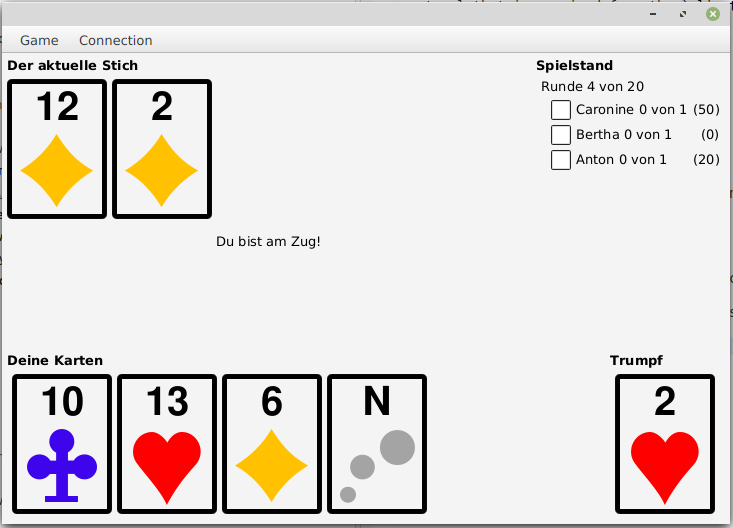 Game Connection
Der aktuelle Stich
12 2
Spielstand
Runde 4 von 20
Caronine 0 von 1 (50)
Bertha 0 von 1 (0)
Anton 0 von 1 (20)
Du bist am Zug!
Deine Karten
10 13 6 N
Trumpf
2